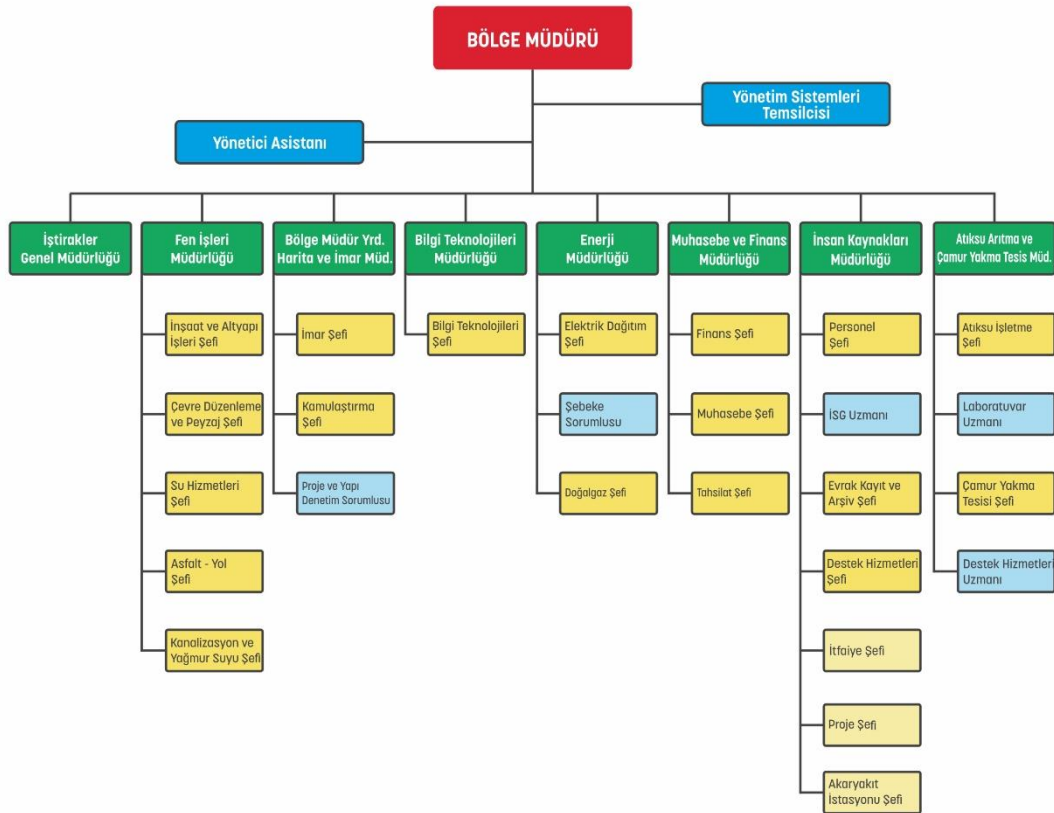 BÖLGE MÜDÜRÜ
Yönetim Sistemleri
Temsilcisi
Yönetici Asistanı
İştirakler
Genel Müdürlüğü
Fen İşleri
Müdürlüğü
Bölge Müdür Yrd.
Harita ve İmar Müd.
Bilgi Teknolojileri
Müdürlüğü
Enerji
Müdürlüğü
Muhasebe ve Finans
Müdürlüğü
İnsan Kaynakları
Müdürlüğü
Atıksu Arıtma ve
Çamur Yakma Tesis Müd.
İnşaat ve Altyapı
İşleri Şefi
Çevre Düzenleme
ve Peyzaj Şefi
Su Hizmetleri
Şefi
Asfalt - Yol
Şefi
Kanalizasyon ve
Yağmur Suyu Şefi
İmar Şefi
Kamulaştırma
Şefi
Proje ve Yapı
Denetim Sorumlusu
Bilgi Teknolojileri
Şefi
Elektrik Dağıtım
Şefi
Şebeke
Sorumlusu
Doğalgaz Şefi
Finans Şefi
Muhasebe Şefi
Tahsilat Şefi
Personel
Şefi
İSG Uzmanı
Evrak Kayıt ve
Arşiv Şefi
Destek Hizmetleri
Şefi
İtfaiye Şefi
Proje Şefi
Akaryakıt
İstasyonu Şefi
Atıksu İşletme
Şefi
Laboratuvar
Uzmanı
Çamur Yakma
Tesisi Şefi
Destek Hizmetleri
Uzmanı